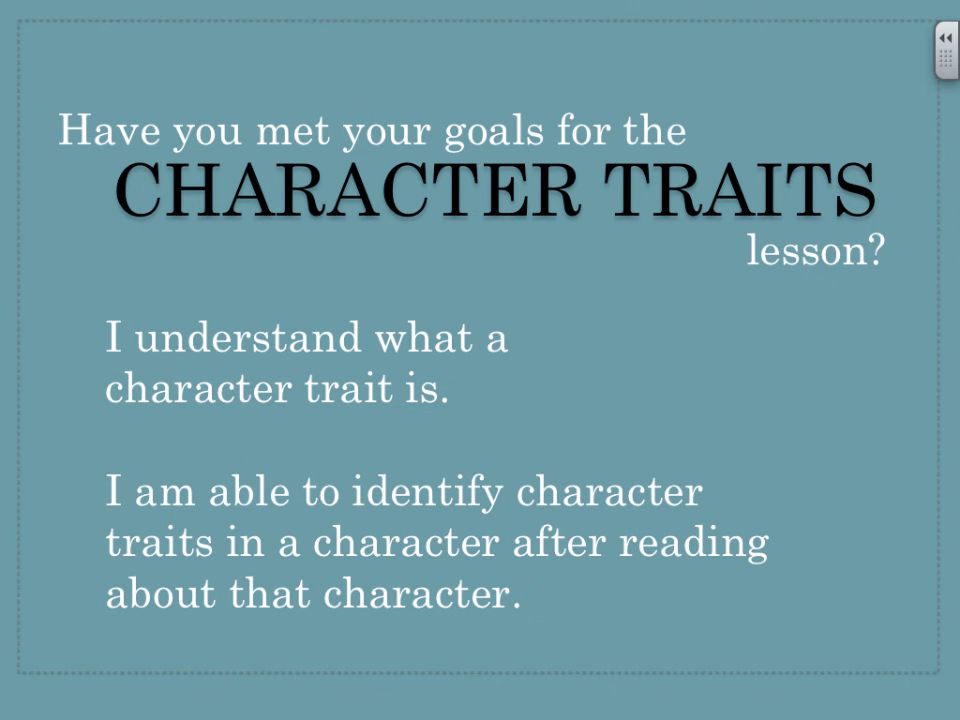 Have you met your goals for the
CHARACTER TRAITS
lesson?
I understand what a
character trait is.
I am able to identify character
traits in a character after reading
about that character.